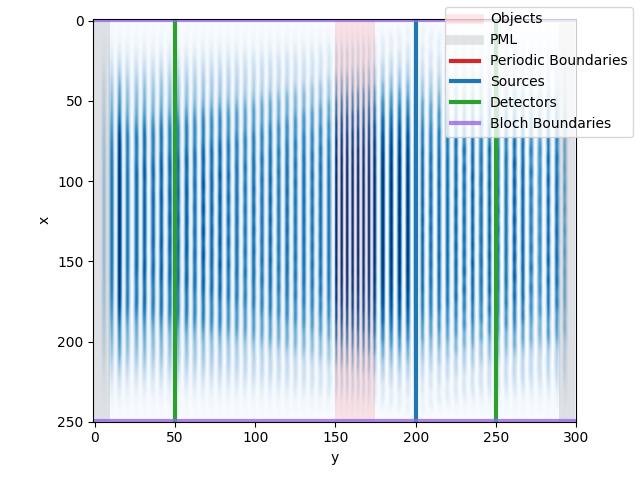 Objects
PML
Periodic Boundaries
Sources
Detectors
Bloch Boundaries
0
50
100
150
200
250
x
0
50
100
150
200
250
300
y